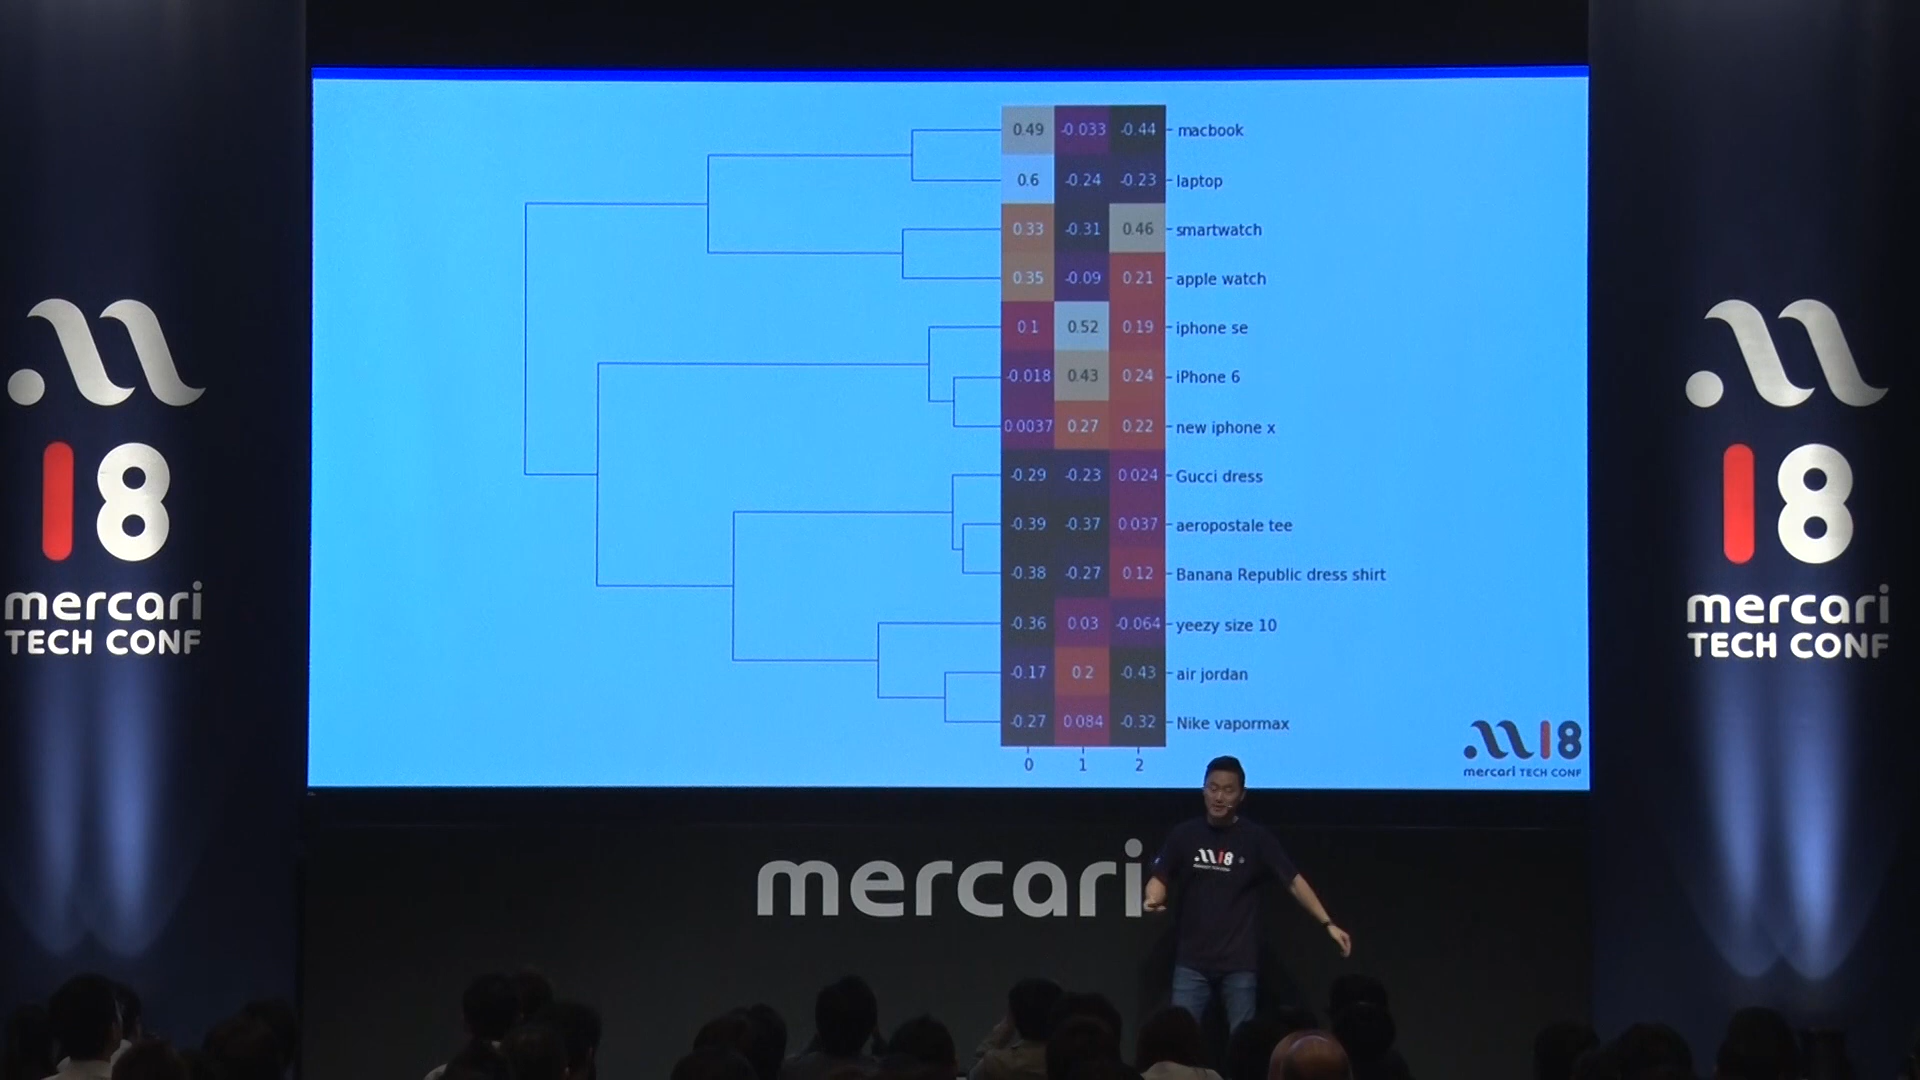 0.49 -0.033 -0.44 macbook
0.6 -0.24 -0.23 laptop
0.33 -0.31 0.46 smartwatch
0.35 -0.09 0.21 apple watch
0.1 0.52 0.19 iphone se
-0.018 0.43 0.24 iPhone 6
0.0037 0.27 0.22 new iphone x
-0.29 -0.23 0.024 Gucci dress
-0.39 -0.37 0.037 aeropostale tee
-0.38 -0.27 0.12 Banana Republic dress shirt
-0.36 0.03 -0.064 yeezy size 10
-0.17 0.2 -0.43 air jordan
-0.27 0.084 -0.32 Nike vapormax
0 1 2
18
mercari TECH CONF
18
mercari
TECH CONF
18
mercari
TECH CONF
mercari
18